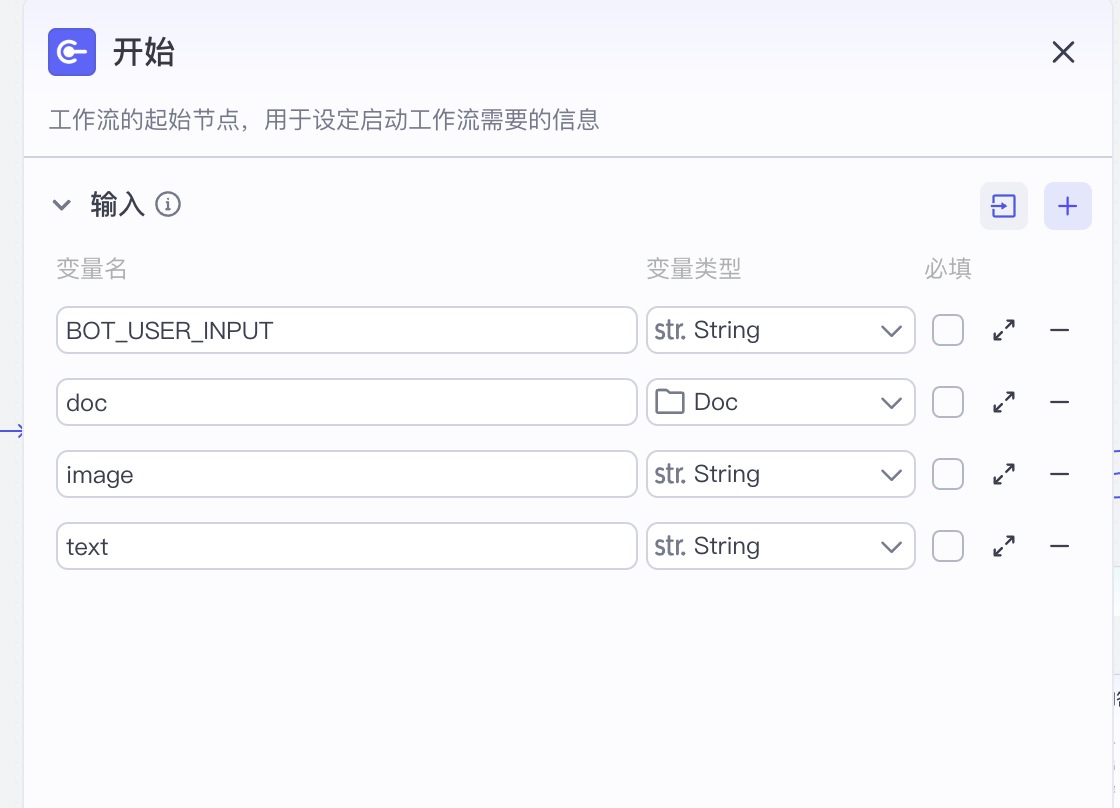 开始
工作流的起始节点，用于设定启动工作流需要的信息
输入
变量名 变量类型 必填
BOT_USER_INPUT str. String
doc Doc
image str. String
text str. String